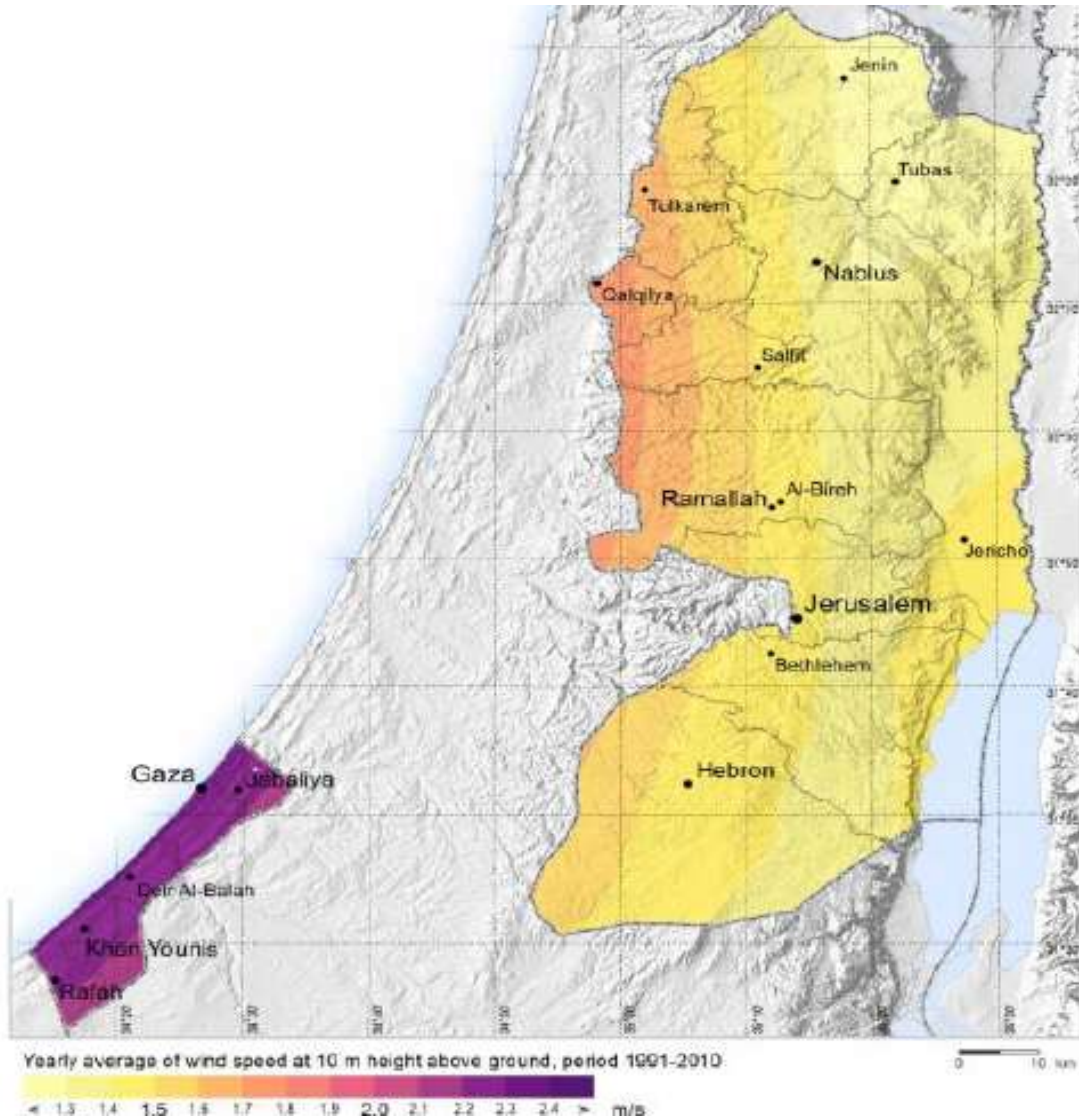 Jenin
Tubas
Tulkarem
Nablus
Qalqilya
Salfit
Al-Bireh
Ramallah
Jericho
Jerusalem
Bethlehem
Hebron
Gaza
Jabaliya
Deir Al-Balah
Khan Younis
Rafah
Yearly average of wind speed at 10 m height above ground, period 1991-2010
0 10 km
< 1.3 1.4 1.5 1.6 1.7 1.8 1.9 2.0 2.1 2.2 2.3 2.4 > m/s